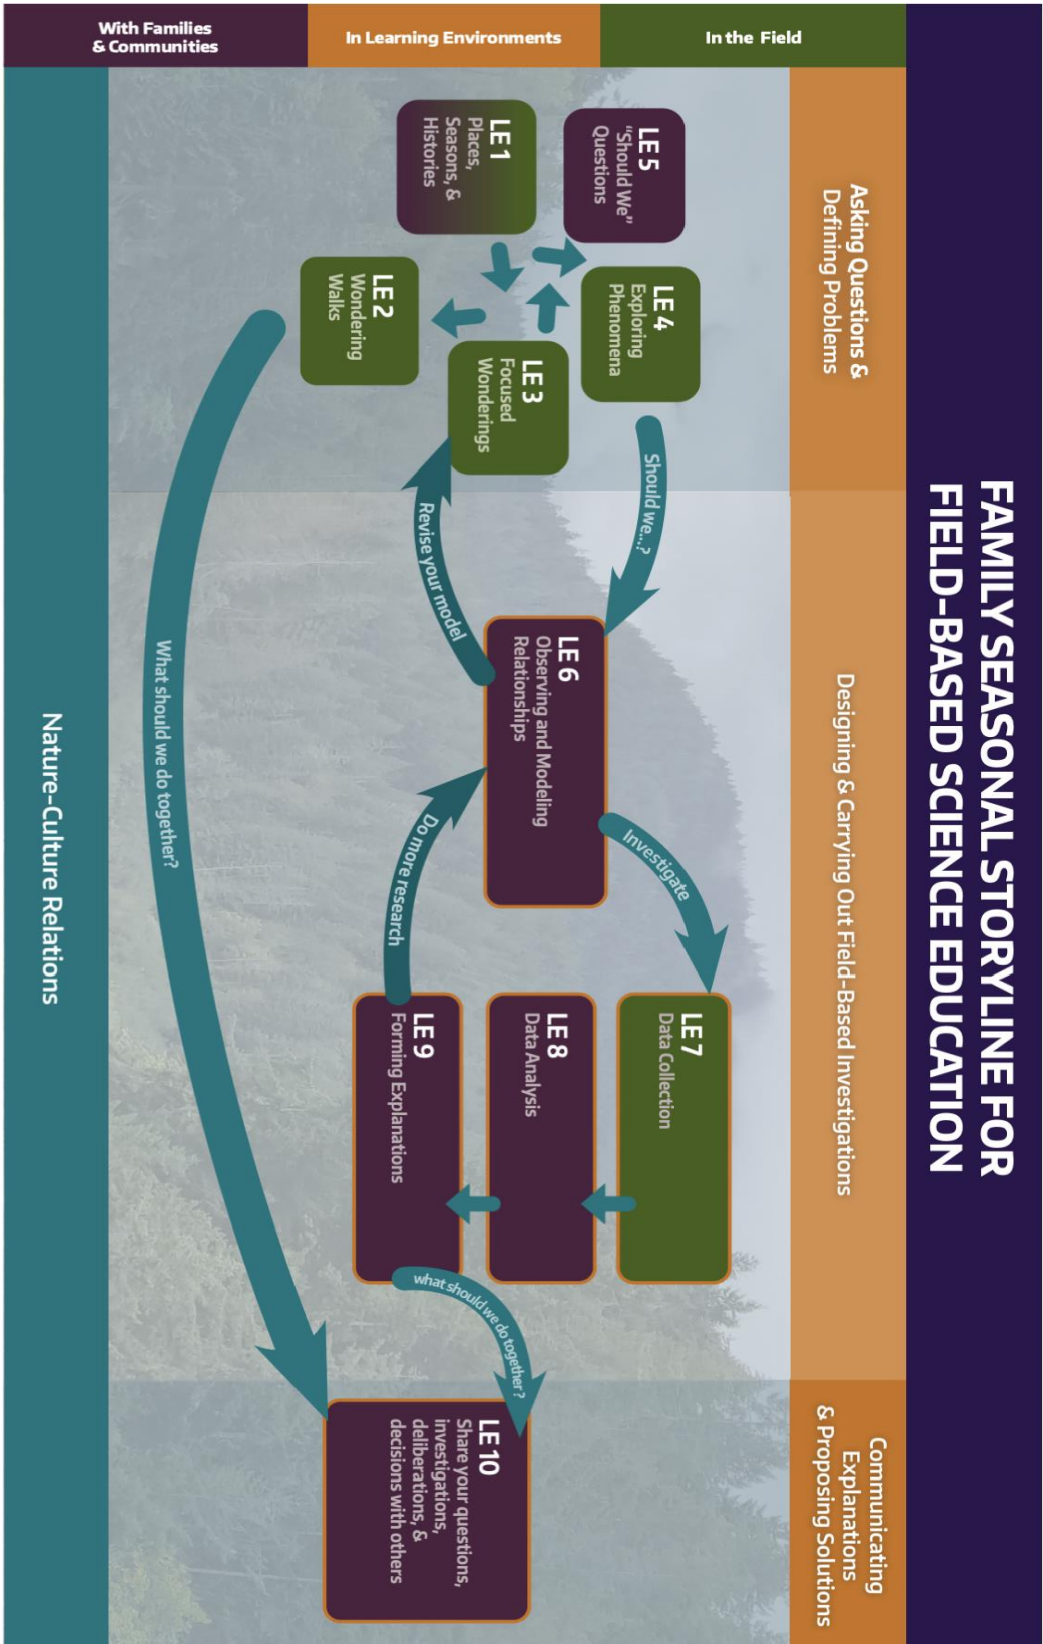 FAMILY SEASONAL STORYLINE FOR
FIELD-BASED SCIENCE EDUCATION
Asking Questions &
Defining Problems
Designing & Carrying Out Field-Based Investigations
Communicating
Explanations
& Proposing Solutions
In the Field
In Learning Environments
With Families
& Communities
LE 5
"Should We"
Questions
LE 1
Places,
Seasons, &
Histories
LE 4
Exploring
Phenomena
LE 3
Focused
Wonderings
LE 2
Wondering
Walks
Should we...?
Revise your model
LE 6
Observing and Modeling
Relationships
Investigate
Do more research
LE 7
Data Collection
LE 8
Data Analysis
LE 9
Forming Explanations
what should we do together?
What should we do together?
LE 10
Share your questions,
investigations,
deliberations, &
decisions with others
Nature-Culture Relations